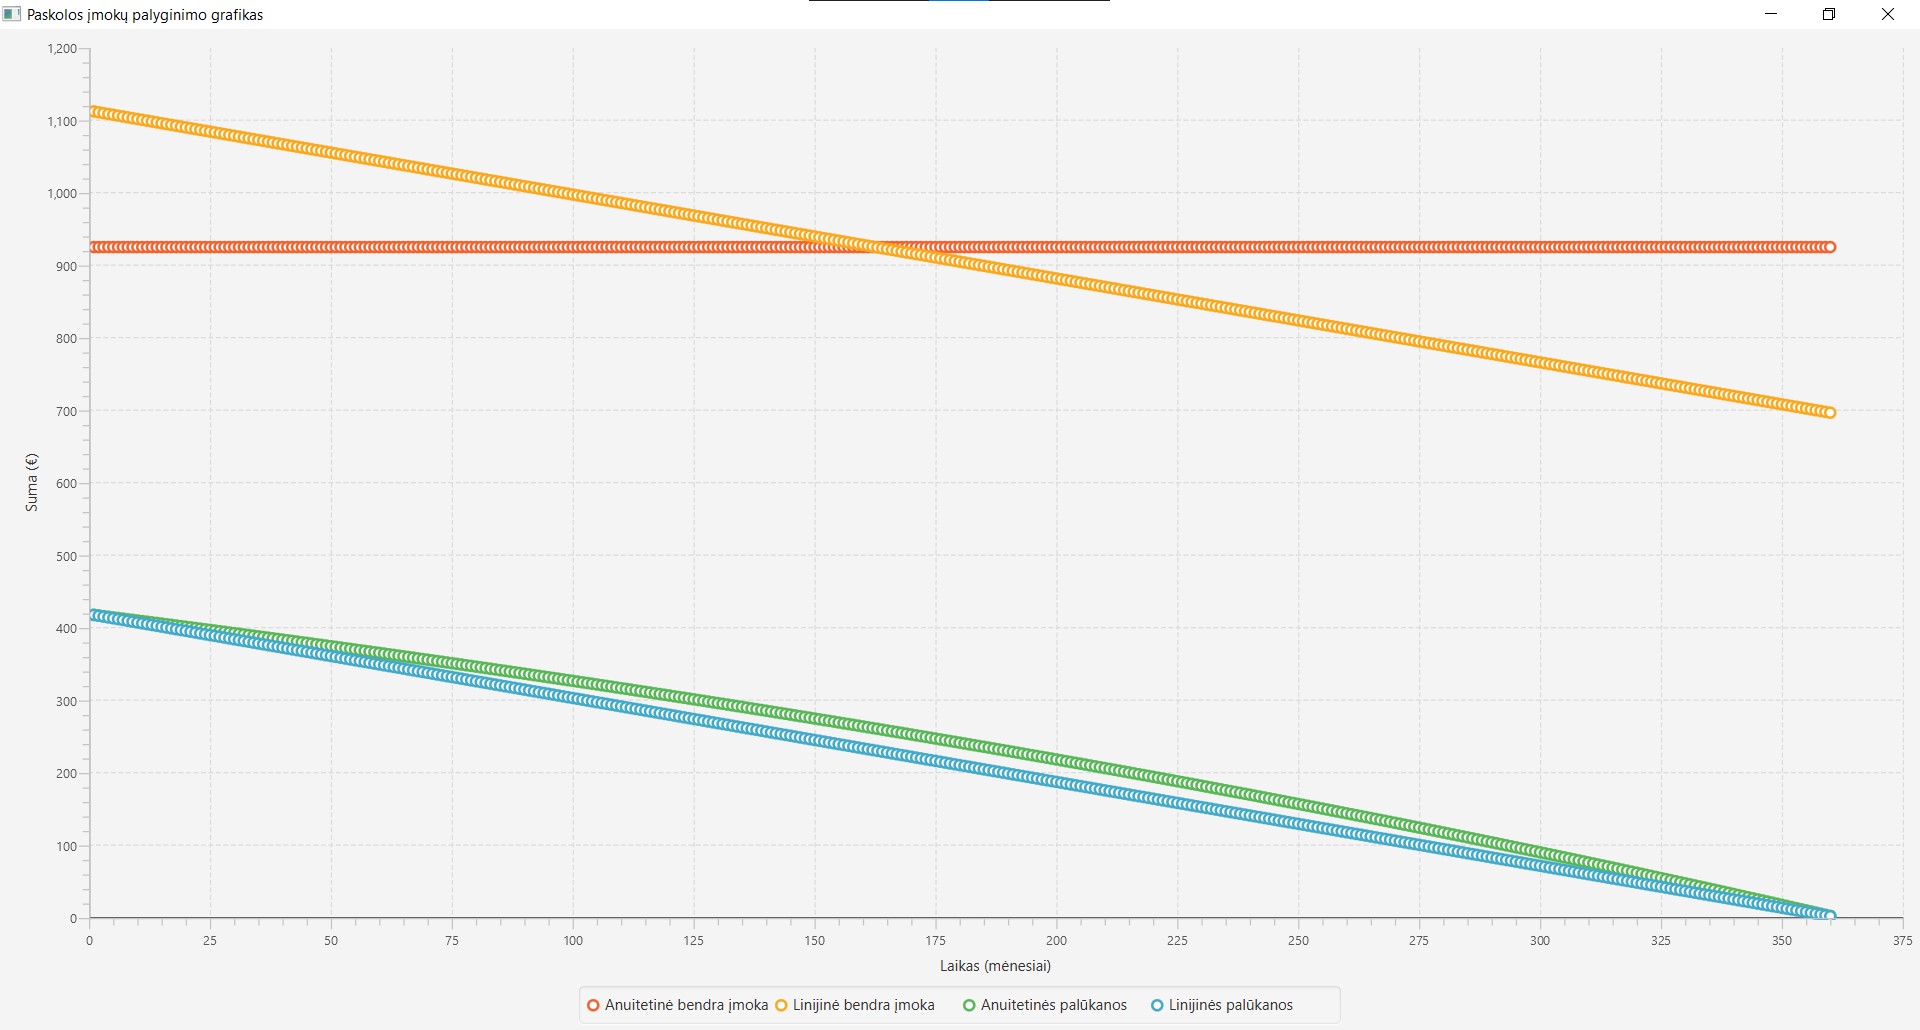 Paskolos įmokų palyginimo grafikas
1,200
1,100
1,000
900
800
700
600
500
400
300
200
100
0
Suma (€)
0 25 50 75 100 125 150 175 200 225 250 275 300 325 350 375
Laikas (mėnesiai)
Anuitetinė bendra įmoka Linijinė bendra įmoka Anuitetinės palūkanos Linijinės palūkanos